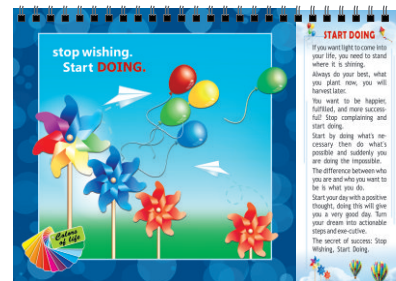 stop wishing.
Start DOING.
Colors
of life
START DOING
If you want light to come into
your life, you need to stand
where it is shining.
Always do your best, what
you plant now, you will
harvest later.
You want to be happier,
fulfilled, and more success-
ful? Stop complaining and
start doing.
Start by doing what's ne-
cessary then do what's
possible and suddenly you
are doing the impossible.
The difference between who
you are and who you want to
be is what you do.
Start your day with a positive
thought, doing this will give
you a very good day. Turn
your dream into actionable
steps and exe-cutive.
The secret of success: Stop
Wishing, Start Doing.